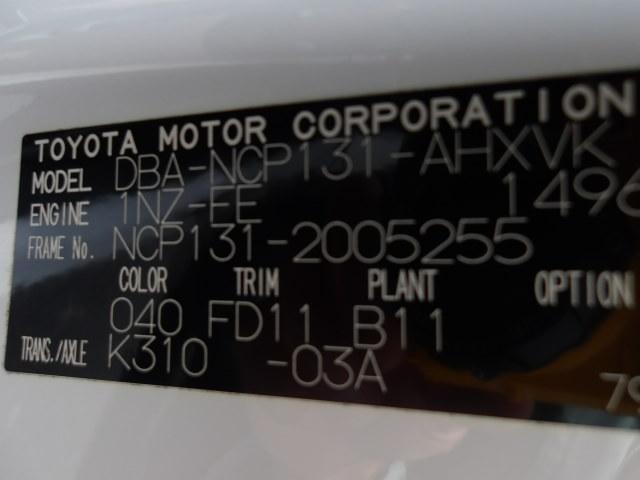 TOYOTA MOTOR CORPORATION
MODEL DBA-NCP131-AHXVK
ENGINE 1NZ-FE 1496
FRAME No. NCP131-2005255
COLOR TRIM PLANT OPTION
040 FD11 B11
TRANS./AXLE K310 -03A
79